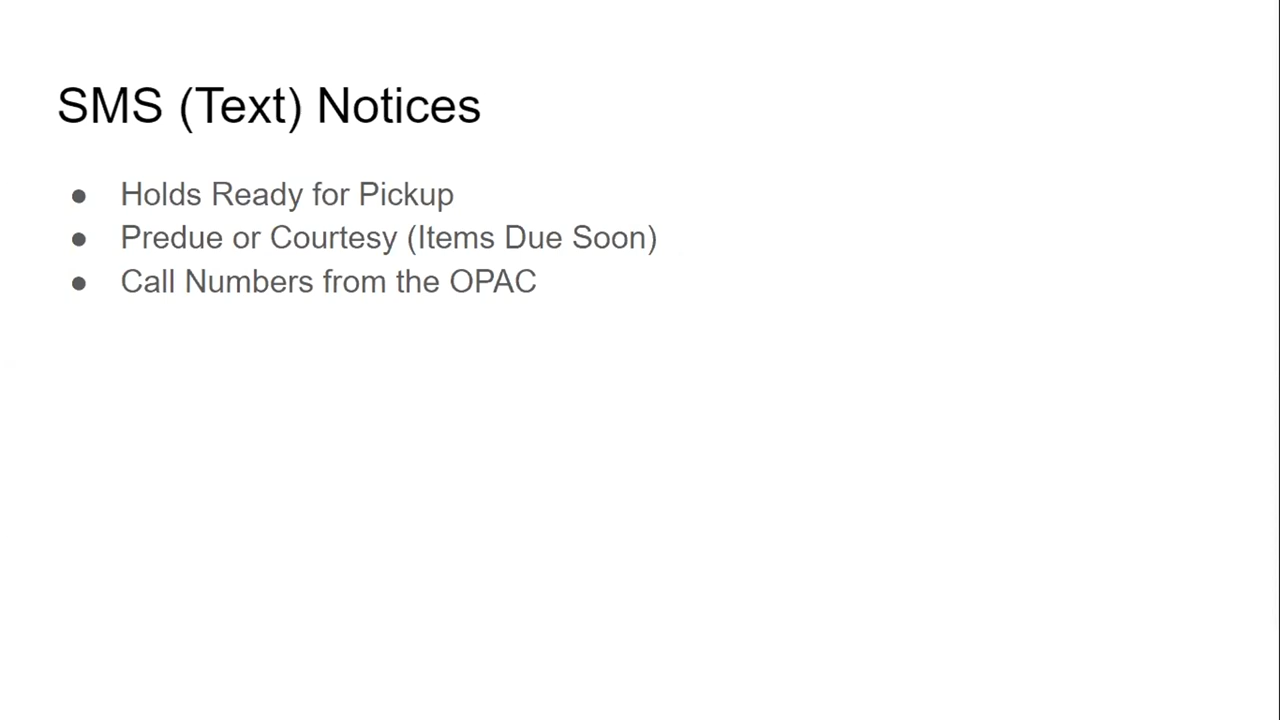 SMS (Text) Notices
● Holds Ready for Pickup
● Predue or Courtesy (Items Due Soon)
● Call Numbers from the OPAC